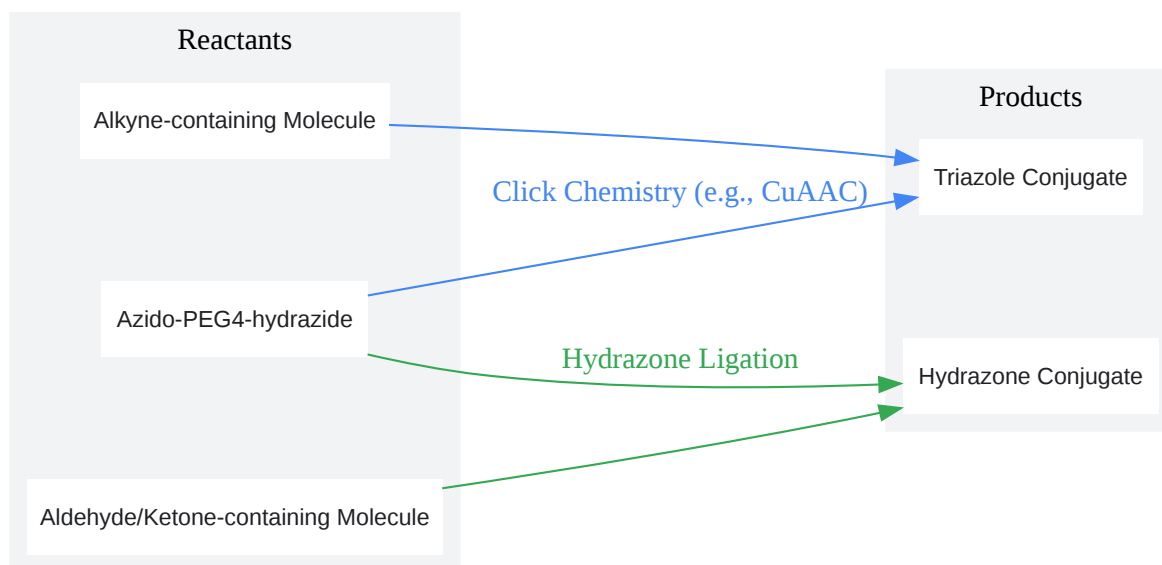 Reactants
Alkyne-containing Molecule
Azido-PEG4-hydrazide
Aldehyde/Ketone-containing Molecule
Click Chemistry (e.g., CuAAC)
Hydrazone Ligation
Products
Triazole Conjugate
Hydrazone Conjugate